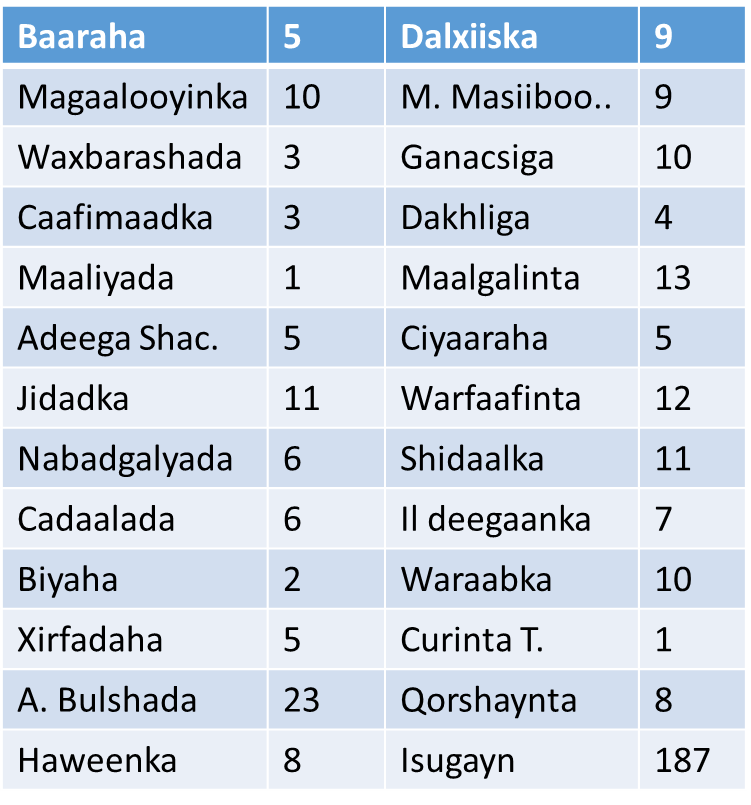 Baaraha 5 Dalxiiska 9
Magaalooyinka 10 M. Masiiboo.. 9
Waxbarashada 3 Ganacsiga 10
Caafimaadka 3 Dakhliga 4
Maaliyada 1 Maalgalinta 13
Adeega Shac. 5 Ciyaaraha 5
Jidadka 11 Warfaafinta 12
Nabadgalyada 6 Shidaalka 11
Cadaalada 6 Il deegaanka 7
Biyaha 2 Waraabka 10
Xirfadaha 5 Curinta T. 1
A. Bulshada 23 Qorshaynta 8
Haweenka 8 Isugayn 187